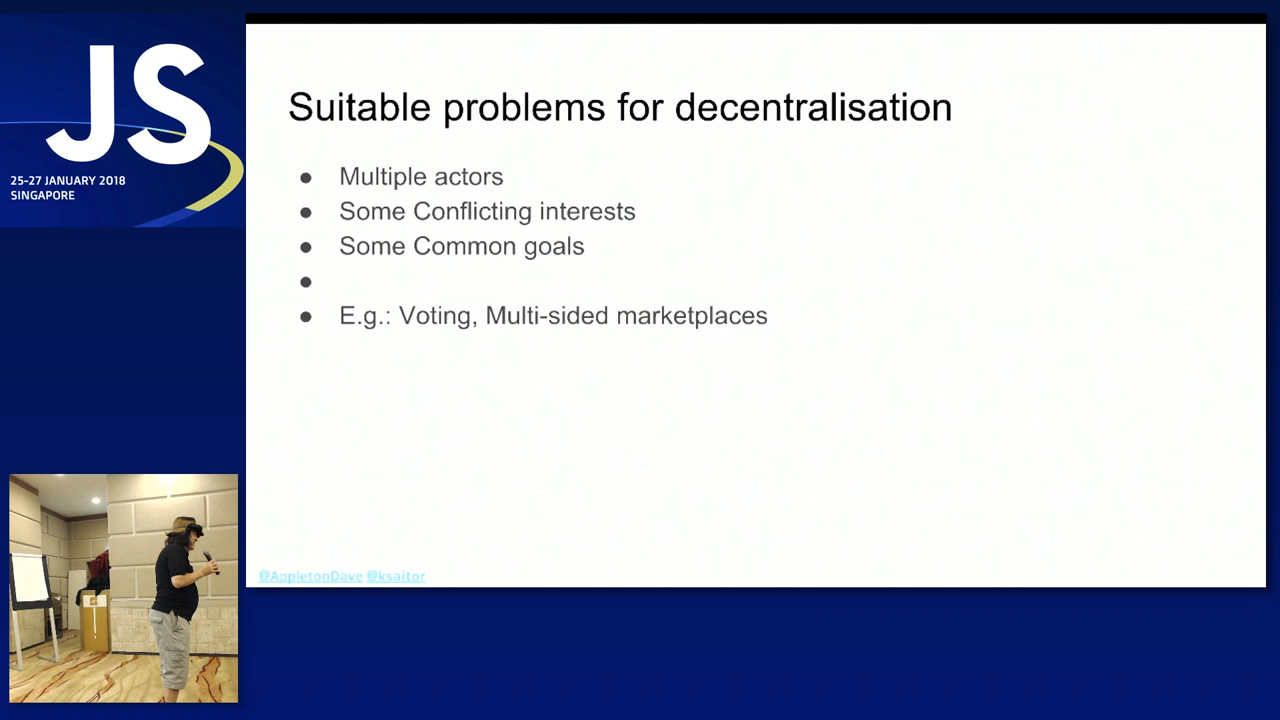 JS
25-27 JANUARY 2018
SINGAPORE
Suitable problems for decentralisation
● Multiple actors
● Some Conflicting interests
● Some Common goals
●
● E.g.: Voting, Multi-sided marketplaces
@AppletonDave @ksaitor